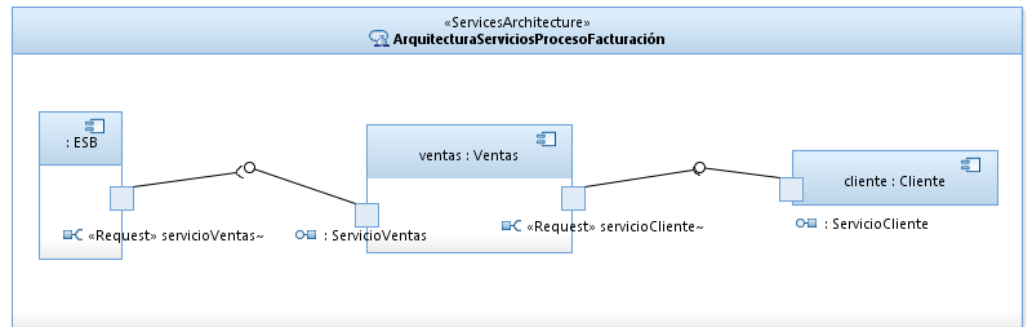 «ServicesArchitecture»
ArquitecturaServiciosProcesoFacturación
: ESB
ventas : Ventas
cliente : Cliente
«Request» servicioVentas~
: ServicioVentas
«Request» servicioCliente~
: ServicioCliente